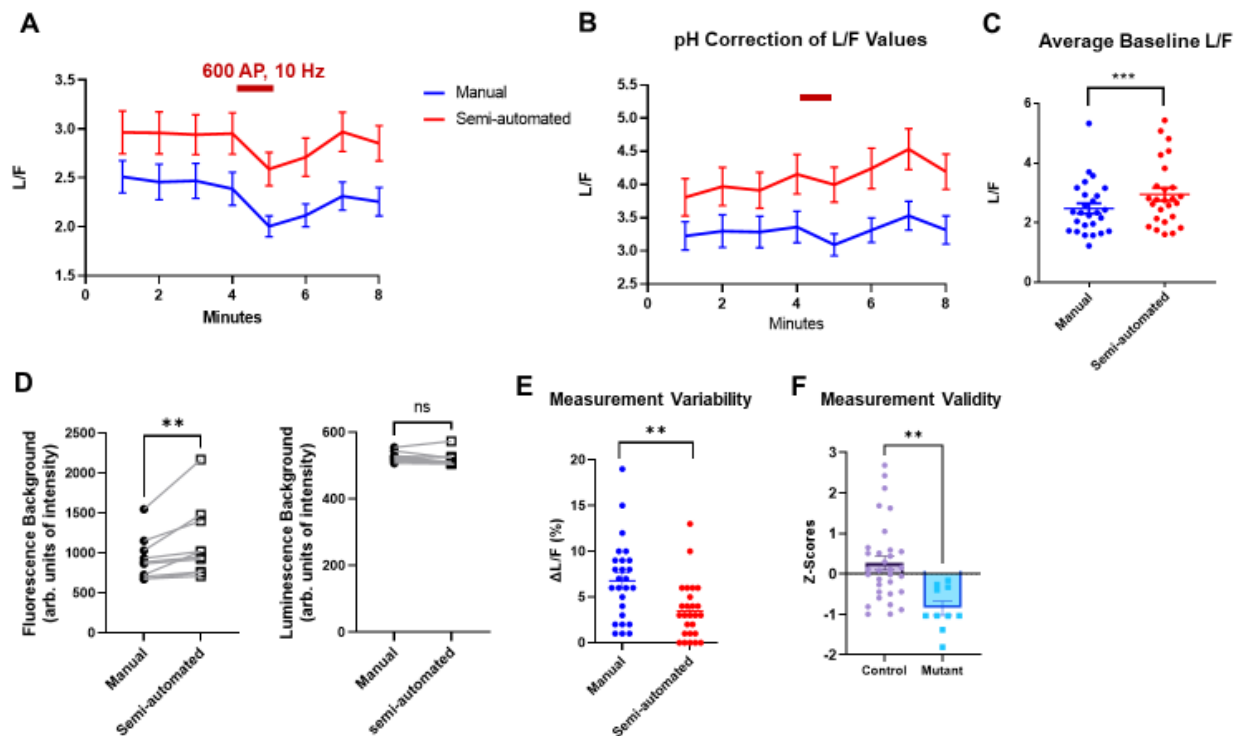 A
600 AP, 10 Hz
Manual
Semi-automated
L/F
3.5
3.0
2.5
2.0
1.5
0
2
4
6
8
Minutes
B
pH Correction of L/F Values
L/F
5.5
5.0
4.5
4.0
3.5
3.0
2.5
0
2
4
6
8
Minutes
C
Average Baseline L/F
***
L/F
6
4
2
0
Manual
Semi-automated
D
**
Fluorescence Background
(arb. units of intensity)
2500
2000
1500
1000
500
0
Manual
Semi-automated
ns
Luminescence Background
(arb. units of intensity)
600
400
200
0
Manual
semi-automated
E
Measurement Variability
**
ΔL/F (%)
20
15
10
5
0
Manual
Semi-automated
F
Measurement Validity
**
Z-Scores
3
2
1
0
-1
-2
Control
Mutant